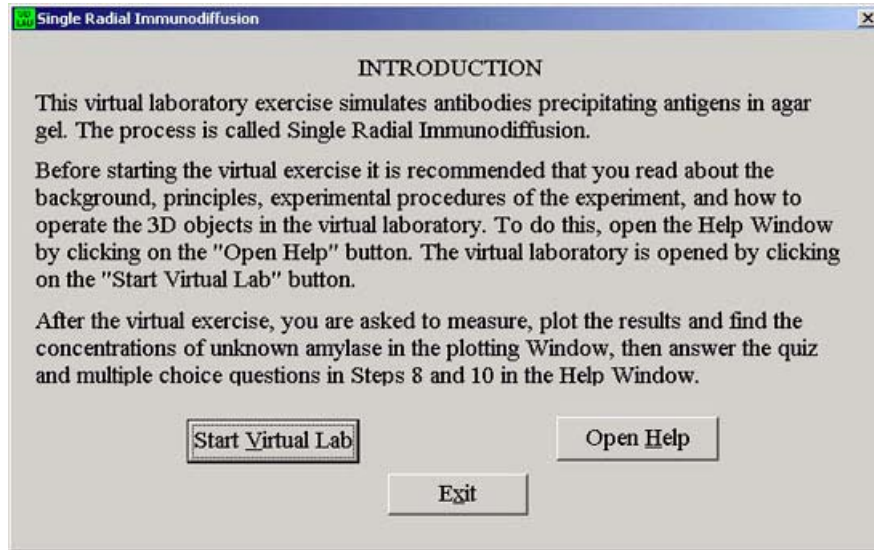 Single Radial Immunodiffusion
INTRODUCTION
This virtual laboratory exercise simulates antibodies precipitating antigens in agar
gel. The process is called Single Radial Immunodiffusion.
Before starting the virtual exercise it is recommended that you read about the
background, principles, experimental procedures of the experiment, and how to
operate the 3D objects in the virtual laboratory. To do this, open the Help Window
by clicking on the "Open Help" button. The virtual laboratory is opened by clicking
on the "Start Virtual Lab" button.
After the virtual exercise, you are asked to measure, plot the results and find the
concentrations of unknown amylase in the plotting Window, then answer the quiz
and multiple choice questions in Steps 8 and 10 in the Help Window.
Start Virtual Lab
Open Help
Exit